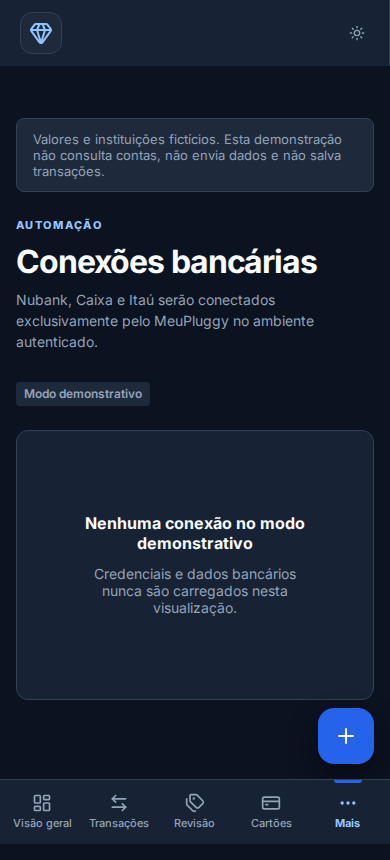 Valores e instituições fictícios. Esta demonstração
não consulta contas, não envia dados e não salva
transações.
AUTOMAÇÃO
Conexões bancárias
Nubank, Caixa e Itaú serão conectados
exclusivamente pelo MeuPluggy no ambiente
autenticado.
Modo demonstrativo
Nenhuma conexão no modo
demonstrativo
Credenciais e dados bancários
nunca são carregados nesta
visualização.
Visão geral
Transações
Revisão
Cartões
Mais